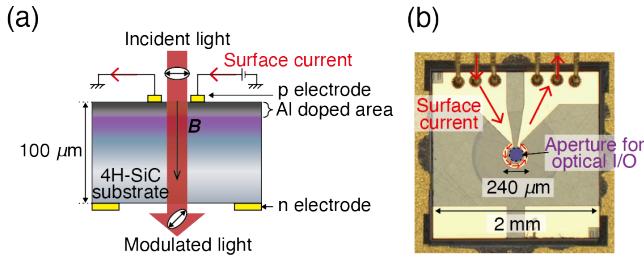 (a)
Incident light
Surface current
p electrode
Al doped area
B
100 μm
4H-SiC
substrate
n electrode
Modulated light
(b)
Surface
current
Aperture for
optical I/O
240 μm
2 mm